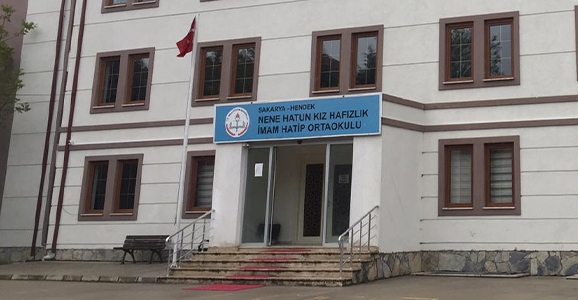 SAKARYA - HENDEK
NENE HATUN KIZ HAFIZLIK
İMAM HATİP ORTAOKULU